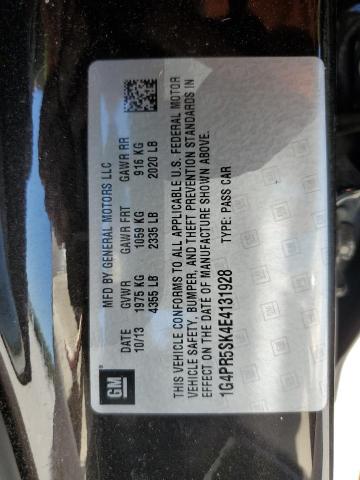 GM
MFD BY GENERAL MOTORS LLC
DATE GVWR GAWR FRT GAWR RR
10/13 1975 KG 1059 KG 916 KG
4355 LB 2335 LB 2020 LB
THIS VEHICLE CONFORMS TO ALL APPLICABLE U.S. FEDERAL MOTOR
VEHICLE SAFETY, BUMPER, AND THEFT PREVENTION STANDARDS IN
EFFECT ON THE DATE OF MANUFACTURE SHOWN ABOVE.
1G4PR5SK4E4131928 TYPE: PASS CAR